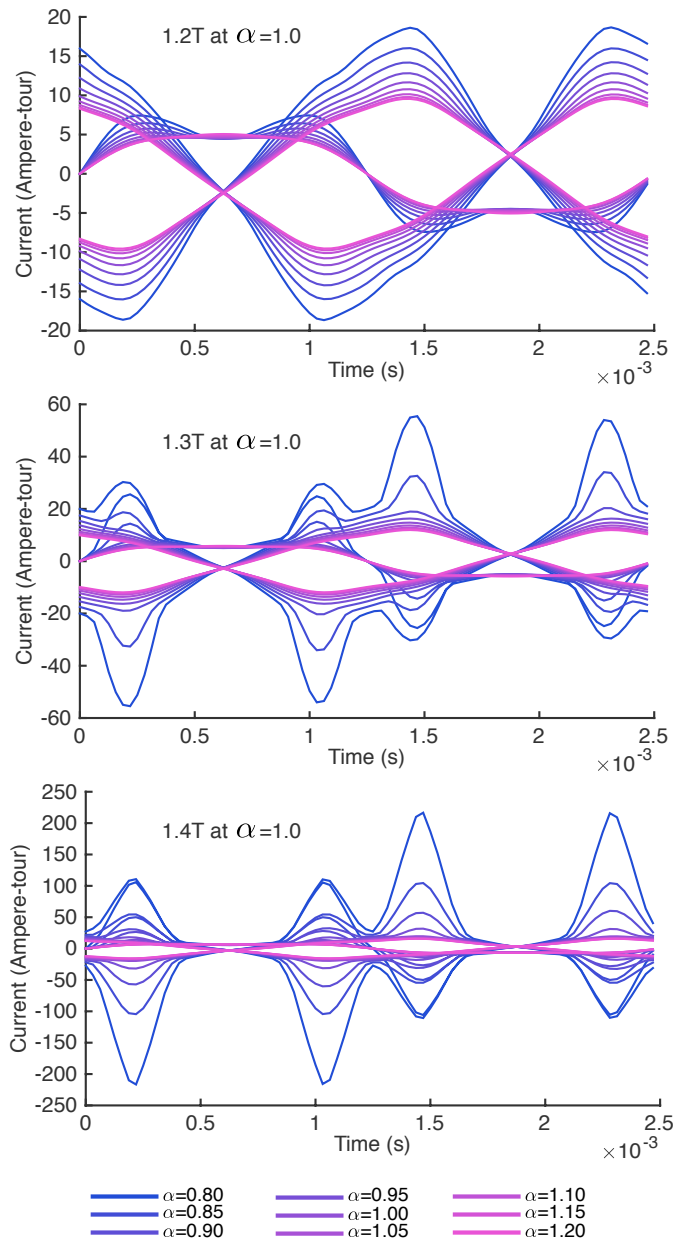 20
15
10
5
0
-5
-10
-15
-20
Current (Ampere-tour)
1.2T at α=1.0
0 0.5 1 1.5 2 2.5
Time (s)
×10⁻³
60
40
20
0
-20
-40
-60
Current (Ampere-tour)
1.3T at α=1.0
0 0.5 1 1.5 2 2.5
Time (s)
×10⁻³
250
200
150
100
50
0
-50
-100
-150
-200
-250
Current (Ampere-tour)
1.4T at α=1.0
0 0.5 1 1.5 2 2.5
Time (s)
×10⁻³
α=0.80 α=0.95 α=1.10
α=0.85 α=1.00 α=1.15
α=0.90 α=1.05 α=1.20